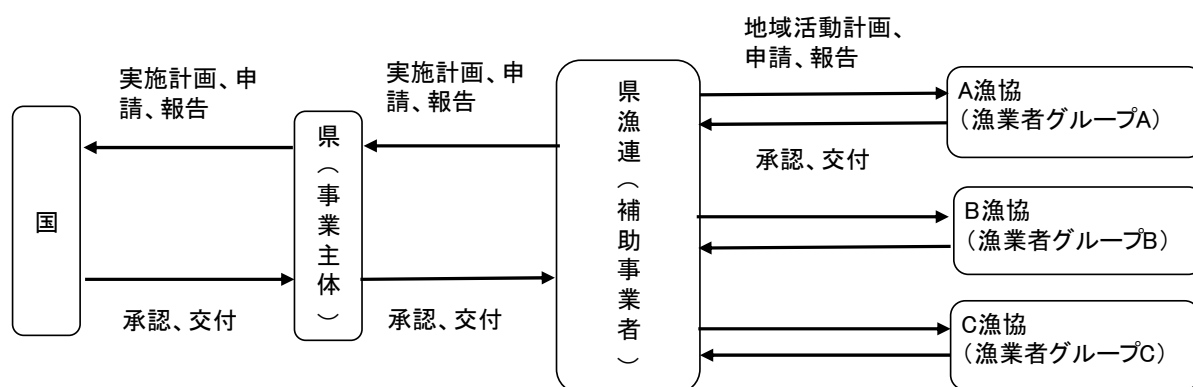 国
実施計画、申
請、報告
承認、交付
県（事業主体）
実施計画、申
請、報告
承認、交付
県漁連（補助事業者）
地域活動計画、
申請、報告
承認、交付
A漁協
（漁業者グループA）
B漁協
（漁業者グループB）
C漁協
（漁業者グループC）